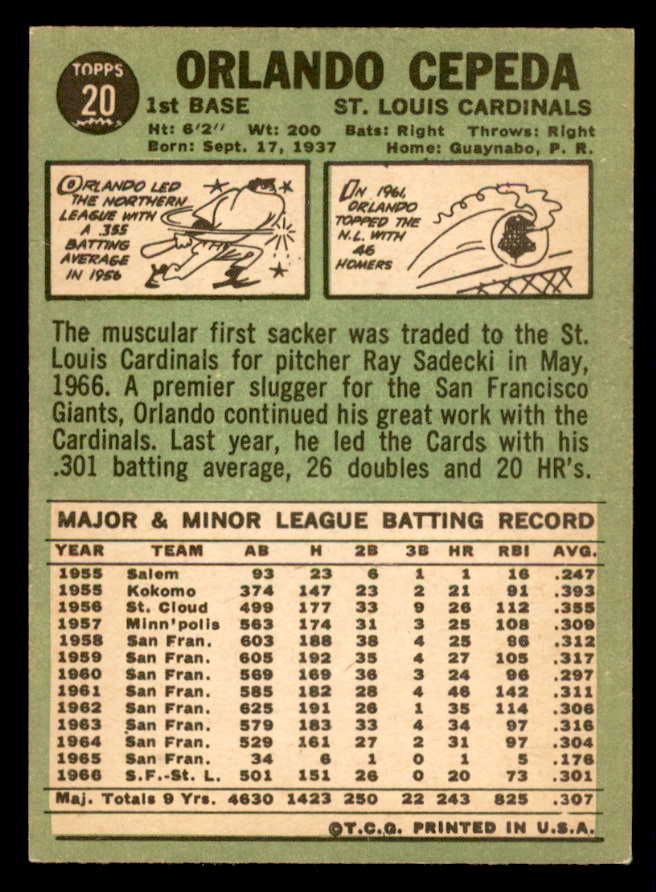 TOPPS
20
ORLANDO CEPEDA
1st BASE ST. LOUIS CARDINALS
Ht: 6'2" Wt: 200 Bats: Right Throws: Right
Born: Sept. 17, 1937 Home: Guaynabo, P. R.
ORLANDO LED
THE NORTHERN
LEAGUE WITH
A .355
BATTING
AVERAGE
IN 1956
IN 1961,
ORLANDO
TOPPED THE
N.L. WITH
46
HOMERS
The muscular first sacker was traded to the St.
Louis Cardinals for pitcher Ray Sadecki in May,
1966. A premier slugger for the San Francisco
Giants, Orlando continued his great work with the
Cardinals. Last year, he led the Cards with his
.301 batting average, 26 doubles and 20 HR's.
MAJOR & MINOR LEAGUE BATTING RECORD
YEAR TEAM AB H 2B 3B HR RBI AVG.
1955 Salem 93 23 6 1 1 16 .247
1955 Kokomo 374 147 23 2 21 91 .393
1956 St. Cloud 499 177 33 9 26 112 .355
1957 Minn'polis 563 174 31 3 25 108 .309
1958 San Fran. 603 188 38 4 25 96 .312
1959 San Fran. 605 192 35 4 27 105 .317
1960 San Fran. 569 169 36 3 24 96 .297
1961 San Fran. 585 182 28 4 46 142 .311
1962 San Fran. 625 191 26 1 35 114 .306
1963 San Fran. 579 183 33 4 34 97 .316
1964 San Fran. 529 161 27 2 31 97 .304
1965 San Fran. 34 6 1 0 1 5 .176
1966 S.F.-St. L. 501 151 26 0 20 73 .301
Maj. Totals 9 Yrs. 4630 1423 250 22 243 825 .307
©T.C.G. PRINTED IN U.S.A.